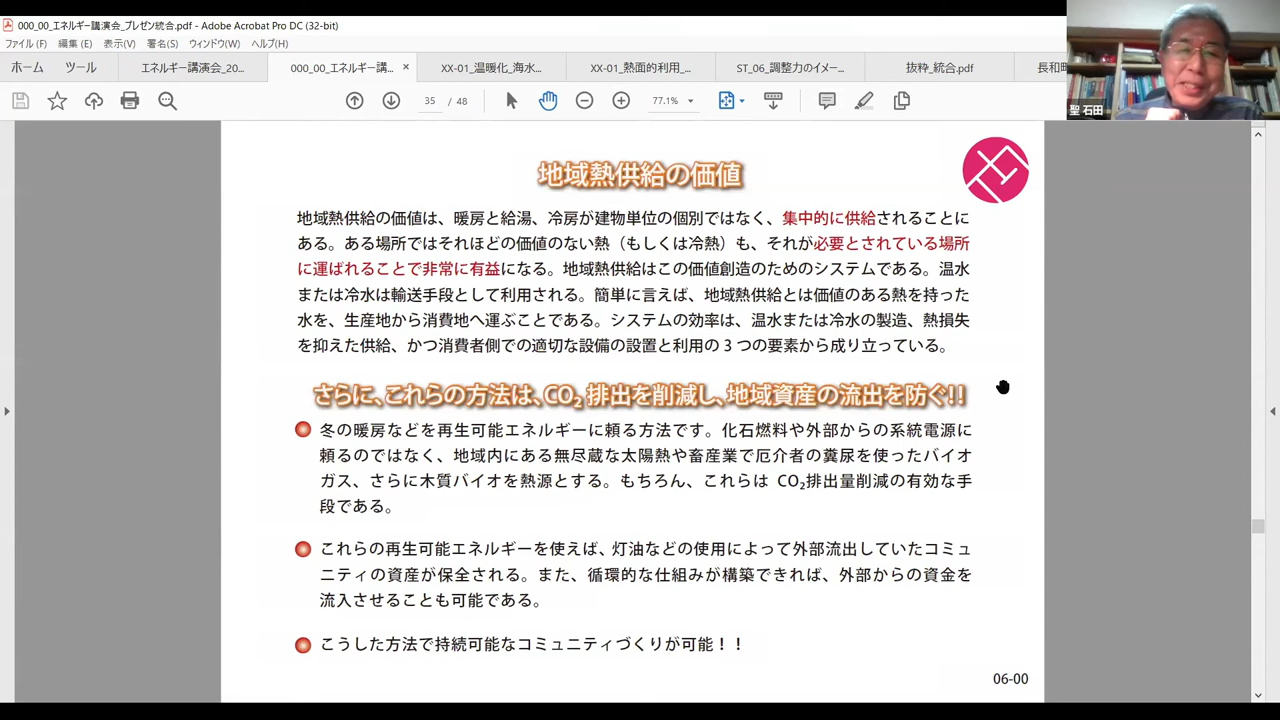 000_00_エネルギー講演会_プレゼン統合.pdf - Adobe Acrobat Pro DC (32-bit)
ファイル(F) 編集(E) 表示(V) 署名(S) ウィンドウ(W) ヘルプ(H)
ホーム ツール エネルギー講演会_20... 000_00_エネルギー講... × XX-01_温暖化_海水... XX-01_熱面的利用_... ST_06_調整力のイメー... 抜粋_統合.pdf 長和町
35 / 48 77.1%
聖 石田
地域熱供給の価値
地域熱供給の価値は、暖房と給湯、冷房が建物単位の個別ではなく、集中的に供給されることに
ある。ある場所ではそれほどの価値のない熱（もしくは冷熱）も、それが必要とされている場所
に運ばれることで非常に有益になる。地域熱供給はこの価値創造のためのシステムである。温水
または冷水は輸送手段として利用される。簡単に言えば、地域熱供給とは価値のある熱を持った
水を、生産地から消費地へ運ぶことである。システムの効率は、温水または冷水の製造、熱損失
を抑えた供給、かつ消費者側での適切な設備の設置と利用の３つの要素から成り立っている。
さらに、これらの方法は、CO₂ 排出を削減し、地域資産の流出を防ぐ!!
冬の暖房などを再生可能エネルギーに頼る方法です。化石燃料や外部からの系統電源に
頼るのではなく、地域内にある無尽蔵な太陽熱や畜産業で厄介者の糞尿を使ったバイオ
ガス、さらに木質バイオを熱源とする。もちろん、これらは CO₂排出量削減の有効な手
段である。
これらの再生可能エネルギーを使えば、灯油などの使用によって外部流出していたコミュ
ニティの資産が保全される。また、循環的な仕組みが構築できれば、外部からの資金を
流入させることも可能である。
こうした方法で持続可能なコミュニティづくりが可能！！
06-00